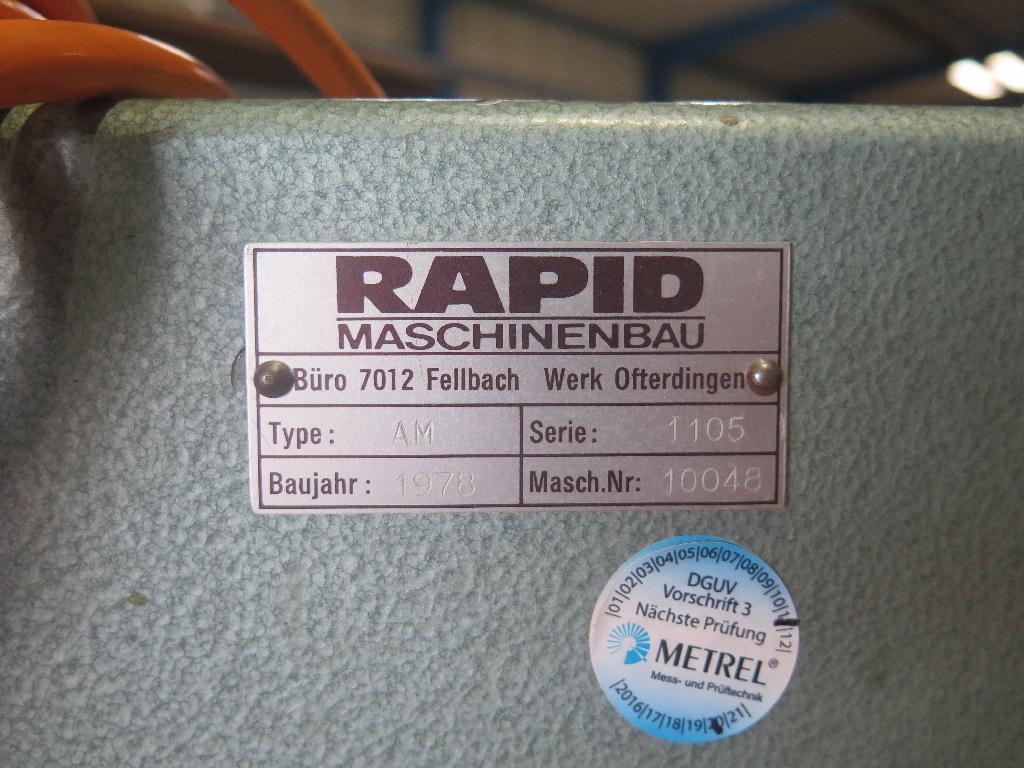 RAPID
MASCHINENBAU
Büro 7012 Fellbach Werk Ofterdingen
Type: AM Serie: 1105
Baujahr: 1978 Masch.Nr: 10048
|01|02|03|04|05|06|07|08|09|10|11|12|
DGUV
Vorschrift 3
Nächste Prüfung
METREL®
Mess- und Prüftechnik
|2016|17|18|19|20|21|